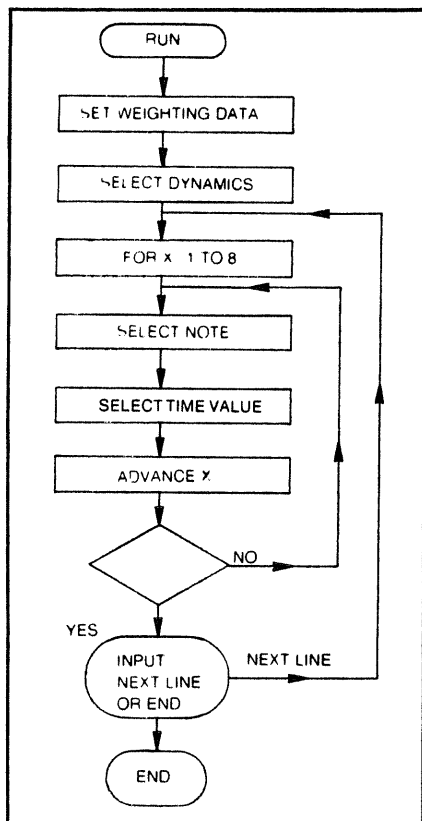 RUN
SET WEIGHTING DATA
SELECT DYNAMICS
FOR X 1 TO 8
SELECT NOTE
SELECT TIME VALUE
ADVANCE X
NO
YES
INPUT
NEXT LINE
OR END
NEXT LINE
END